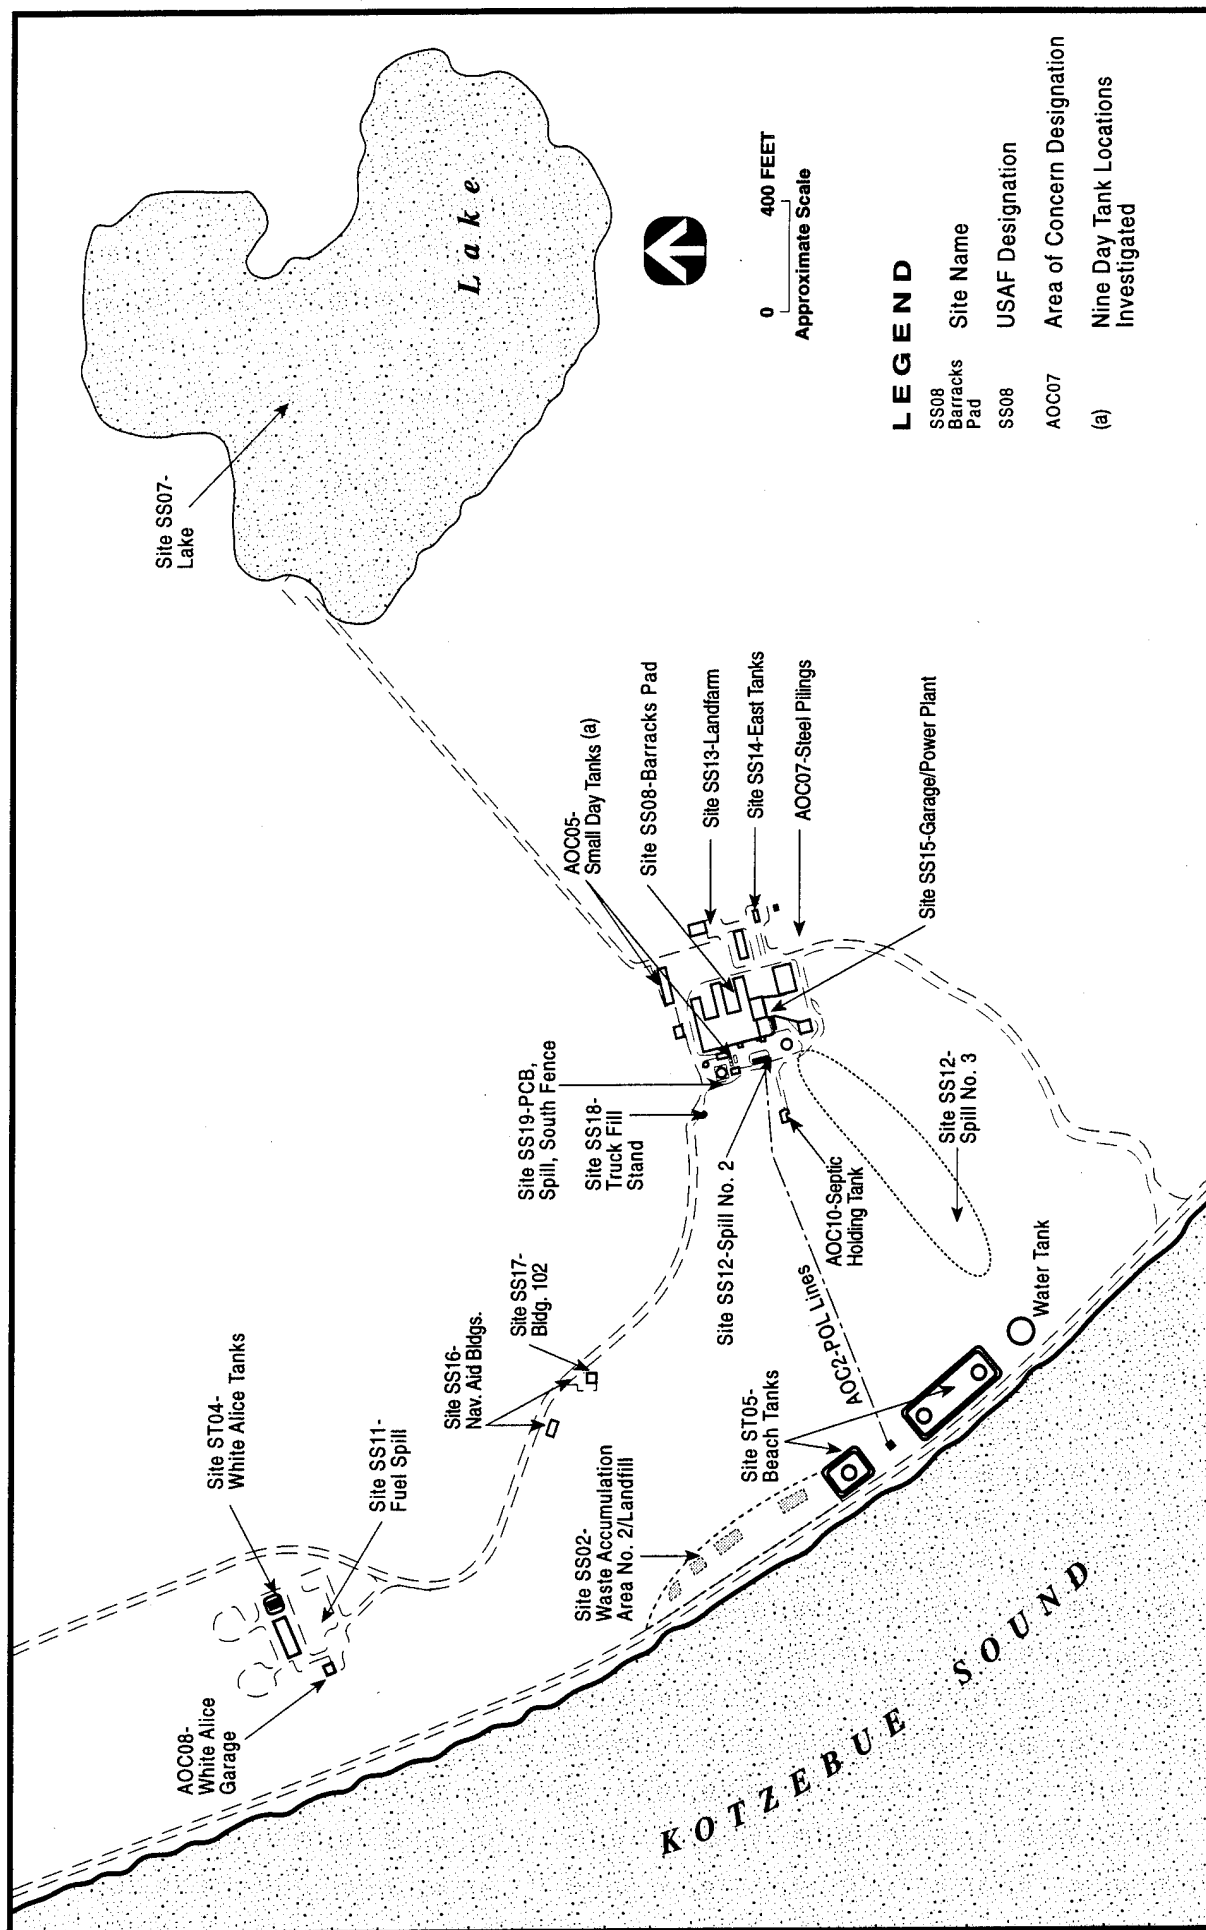 Site SS07-
Lake
Lake
0
400 FEET
Approximate Scale
LEGEND
SS08
Barracks
Pad
Site Name
SS08
USAF Designation
AOC07
Area of Concern Designation
(a)
Nine Day Tank Locations
Investigated
AOC05-
Small Day Tanks (a)
Site SS08-Barracks Pad
Site SS13-Landfarm
Site SS14-East Tanks
AOC07-Steel Pilings
Site SS15-Garage/Power Plant
Site SS19-PCB,
Spill, South Fence
Site SS18-
Truck Fill
Stand
Site SS12-Spill No. 2
AOC10-Septic
Holding Tank
Site SS12-
Spill No. 3
Site SS17-
Bldg. 102
Site SS16-
Nav. Aid Bldgs.
AOC2-POL Lines
Water Tank
Site ST04-
White Alice Tanks
Site SS11-
Fuel Spill
Site ST05-
Beach Tanks
Site SS02-
Waste Accumulation
Area No. 2/Landfill
AOC08-
White Alice
Garage
KOTZEBUE SOUND